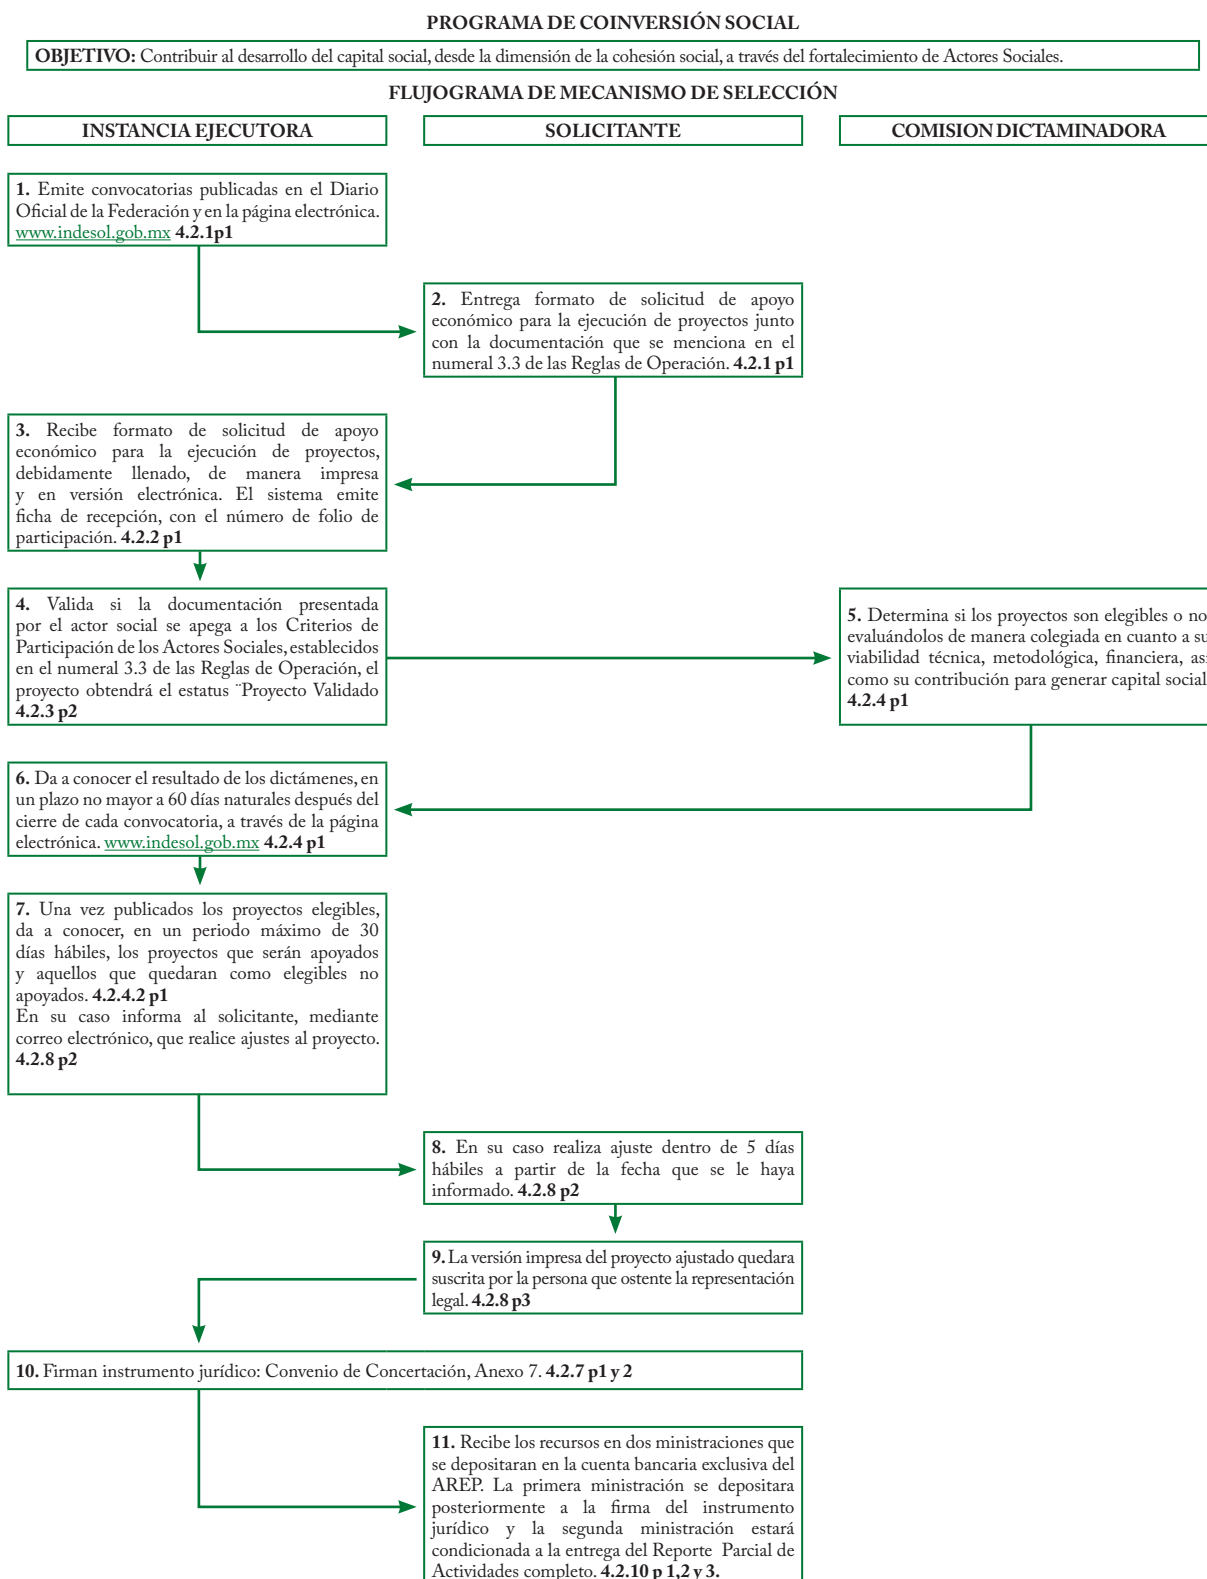 PROGRAMA DE COINVERSIÓN SOCIAL
OBJETIVO: Contribuir al desarrollo del capital social, desde la dimensión de la cohesión social, a través del fortalecimiento de Actores Sociales.
FLUJOGRAMA DE MECANISMO DE SELECCIÓN
INSTANCIA EJECUTORA
SOLICITANTE
COMISION DICTAMINADORA
1. Emite convocatorias publicadas en el Diario
Oficial de la Federación y en la página electrónica.
www.indesol.gob.mx 4.2.1p1
2. Entrega formato de solicitud de apoyo
económico para la ejecución de proyectos junto
con la documentación que se menciona en el
numeral 3.3 de las Reglas de Operación. 4.2.1 p1
3. Recibe formato de solicitud de apoyo
económico para la ejecución de proyectos,
debidamente llenado, de manera impresa
y en versión electrónica. El sistema emite
ficha de recepción, con el número de folio de
participación. 4.2.2 p1
4. Valida si la documentación presentada
por el actor social se apega a los Criterios de
Participación de los Actores Sociales, establecidos
en el numeral 3.3 de las Reglas de Operación, el
proyecto obtendrá el estatus ¨Proyecto Validado
4.2.3 p2
5. Determina si los proyectos son elegibles o no
evaluándolos de manera colegiada en cuanto a su
viabilidad técnica, metodológica, financiera, así
como su contribución para generar capital social
4.2.4 p1
6. Da a conocer el resultado de los dictámenes, en
un plazo no mayor a 60 días naturales después del
cierre de cada convocatoria, a través de la página
electrónica. www.indesol.gob.mx 4.2.4 p1
7. Una vez publicados los proyectos elegibles,
da a conocer, en un periodo máximo de 30
días hábiles, los proyectos que serán apoyados
y aquellos que quedaran como elegibles no
apoyados. 4.2.4.2 p1
En su caso informa al solicitante, mediante
correo electrónico, que realice ajustes al proyecto.
4.2.8 p2
8. En su caso realiza ajuste dentro de 5 días
hábiles a partir de la fecha que se le haya
informado. 4.2.8 p2
9. La versión impresa del proyecto ajustado quedara
suscrita por la persona que ostente la representación
legal. 4.2.8 p3
10. Firman instrumento jurídico: Convenio de Concertación, Anexo 7. 4.2.7 p1 y 2
11. Recibe los recursos en dos ministraciones que
se depositaran en la cuenta bancaria exclusiva del
AREP. La primera ministración se depositara
posteriormente a la firma del instrumento
jurídico y la segunda ministración estará
condicionada a la entrega del Reporte Parcial de
Actividades completo. 4.2.10 p 1,2 y 3.